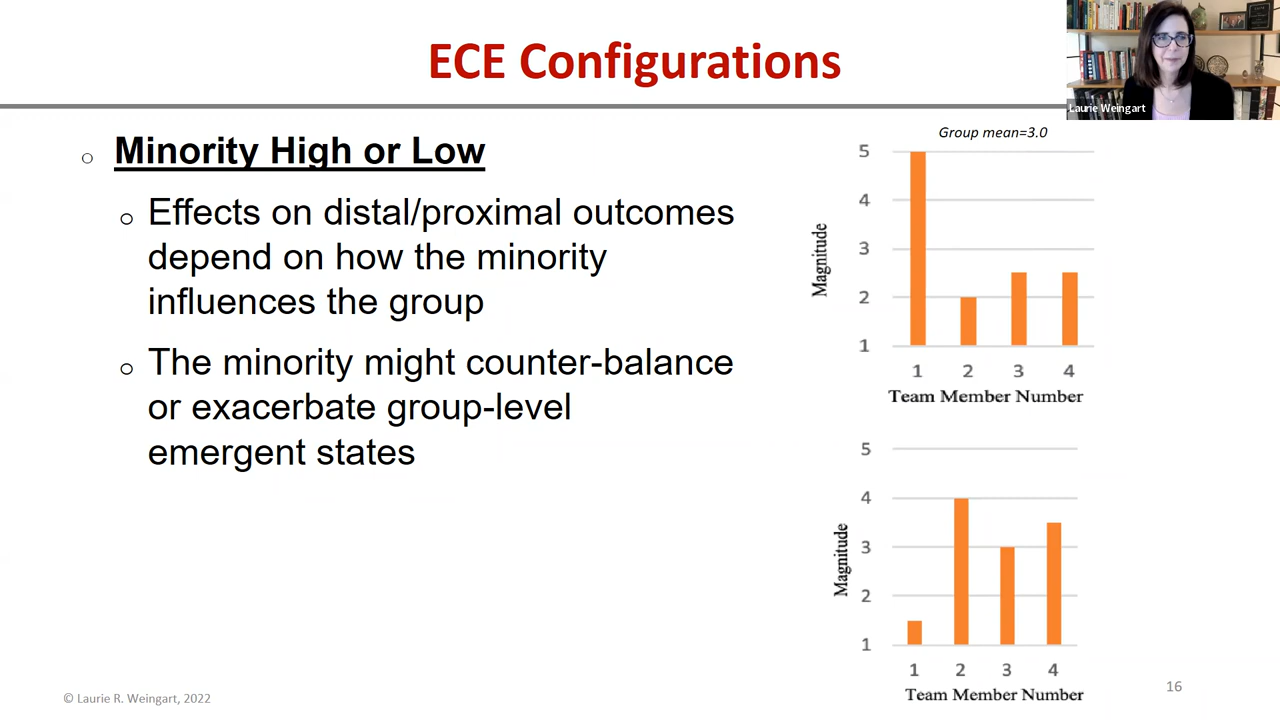 ECE Configurations
Laurie Weingart
○ Minority High or Low
○ Effects on distal/proximal outcomes
depend on how the minority
influences the group
○ The minority might counter-balance
or exacerbate group-level
emergent states
Group mean=3.0
5
4
3
2
1
Magnitude
1 2 3 4
Team Member Number
5
4
3
2
1
Magnitude
1 2 3 4
Team Member Number
© Laurie R. Weingart, 2022
16